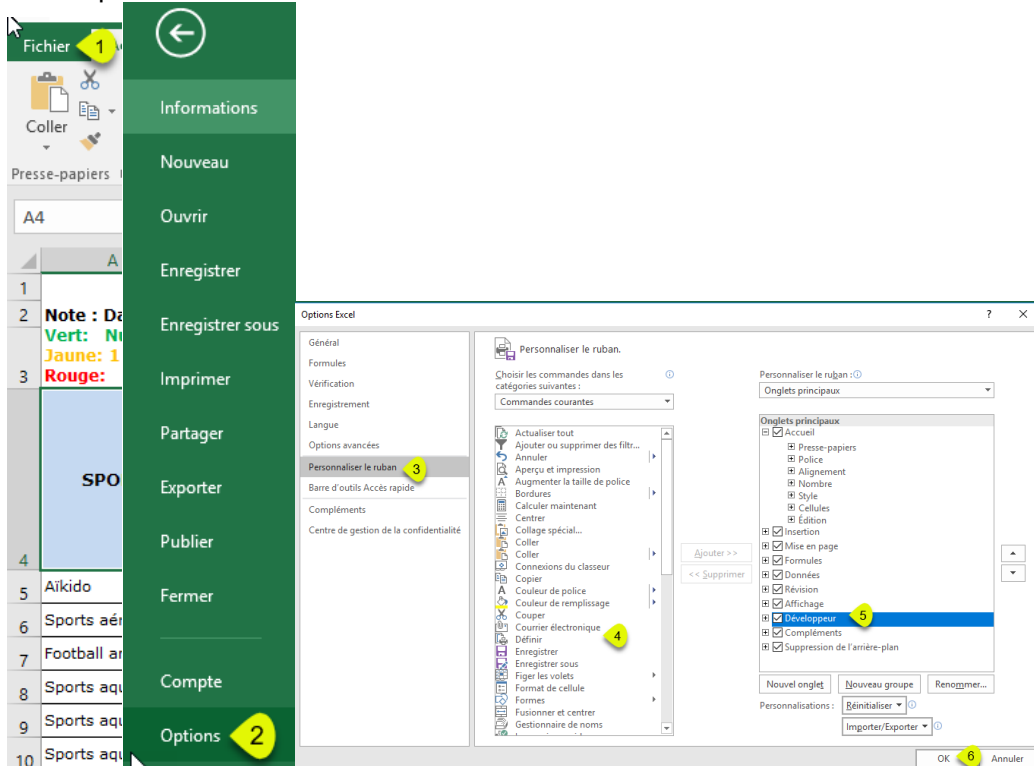 Fichier 1
Coller
Presse-papiers
A4
A
1
2 Note : Da
Vert: Nu
Jaune: 1
3 Rouge:
SPO
4
5 Aïkido
6 Sports aér
7 Football an
8 Sports aqu
9 Sports aqu
10 Sports aqu
Informations
Nouveau
Ouvrir
Enregistrer
Enregistrer sous
Imprimer
Partager
Exporter
Publier
Fermer
Compte
Options 2
Options Excel ? X
Général
Formules
Vérification
Enregistrement
Langue
Options avancées
Personnaliser le ruban 3
Barre d'outils Accès rapide
Compléments
Centre de gestion de la confidentialité
Personnaliser le ruban.
Choisir les commandes dans les
catégories suivantes :
Commandes courantes
Actualiser tout
Ajouter ou supprimer des filtr...
Annuler
Aperçu et impression
Augmenter la taille de police
Bordures
Calculer maintenant
Centrer
Collage spécial...
Coller
Coller
Connexions du classeur
Copier
Couleur de police
Couleur de remplissage
Couper
Courrier électronique
Définir 4
Enregistrer
Enregistrer sous
Figer les volets
Format de cellule
Formes
Fusionner et centrer
Gestionnaire de noms
Ajouter >>
<< Supprimer
Personnaliser le ruban :
Onglets principaux
Onglets principaux
Accueil
Presse-papiers
Police
Alignement
Nombre
Style
Cellules
Édition
Insertion
Mise en page
Formules
Données
Révision
Affichage
Développeur 5
Compléments
Suppression de l'arrière-plan
Nouvel onglet Nouveau groupe Renommer...
Personnalisations : Réinitialiser
Importer/Exporter
OK 6 Annuler